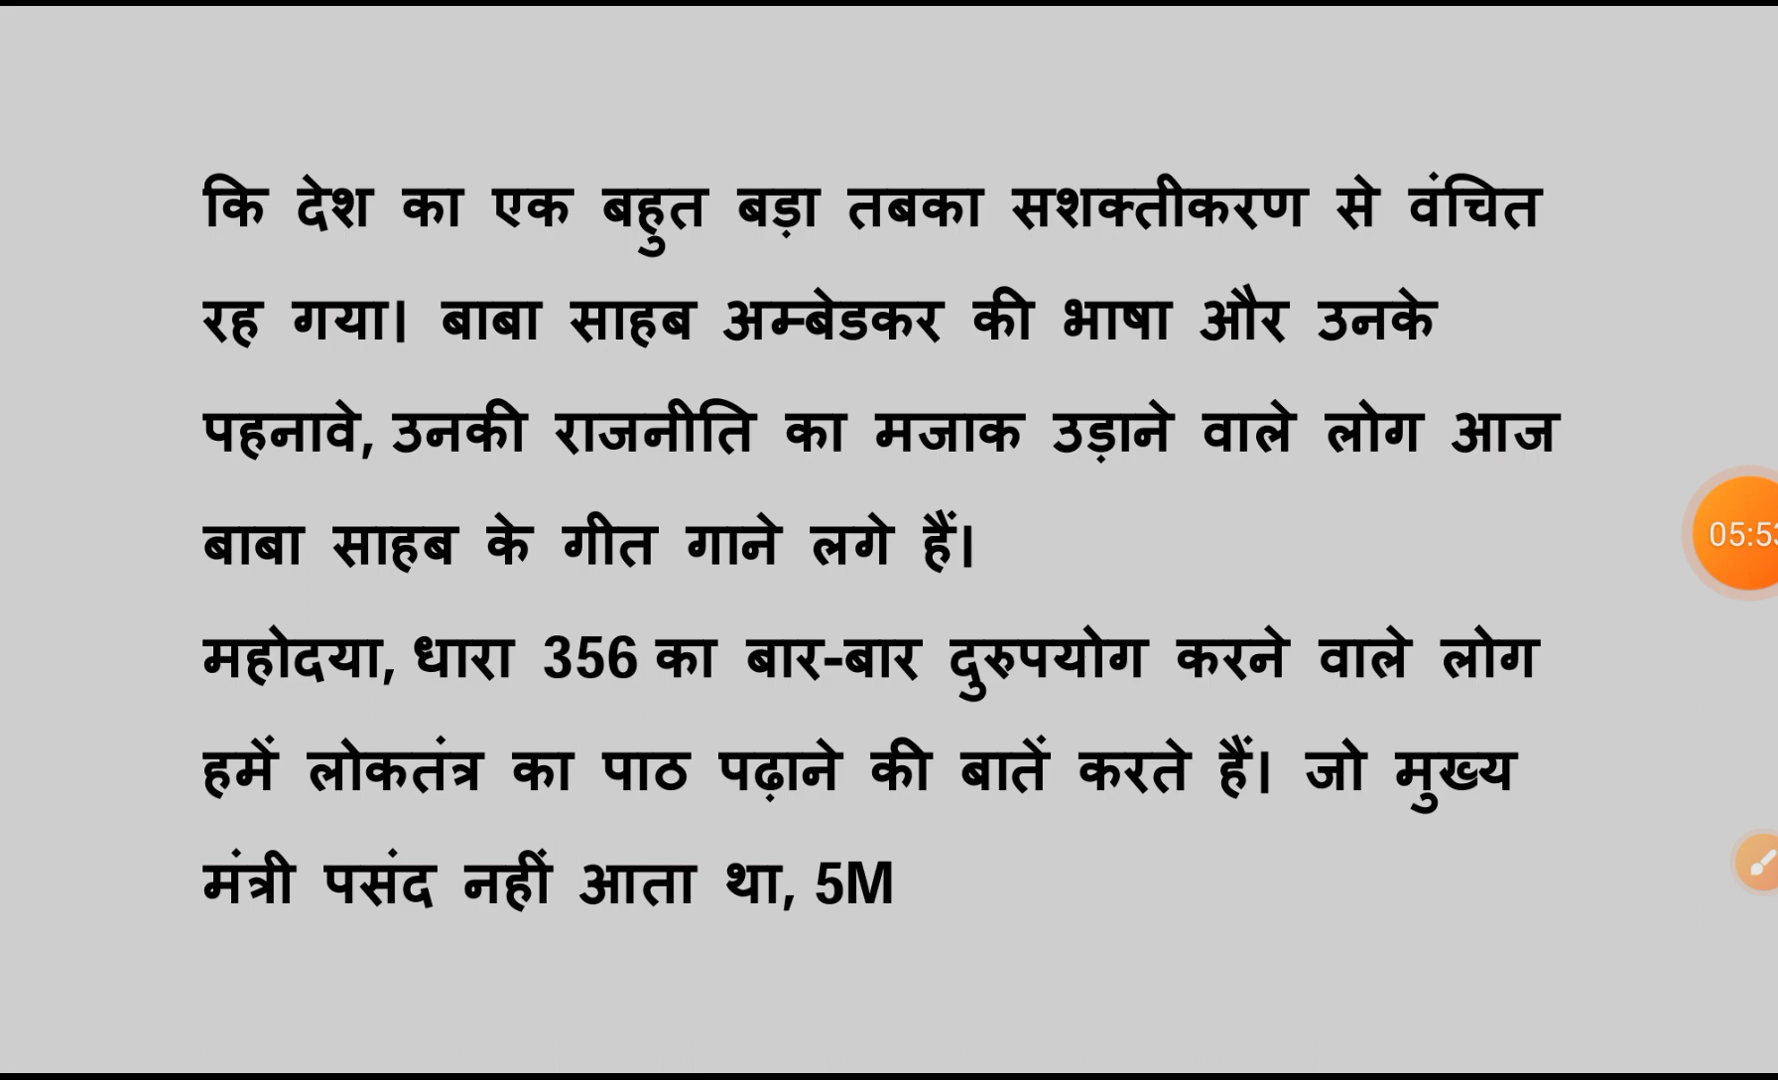 कि देश का एक बहुत बड़ा तबका सशक्तीकरण से वंचित
रह गया। बाबा साहब अम्बेडकर की भाषा और उनके
पहनावे, उनकी राजनीति का मजाक उड़ाने वाले लोग आज
बाबा साहब के गीत गाने लगे हैं।
महोदया, धारा 356 का बार-बार दुरुपयोग करने वाले लोग
हमें लोकतंत्र का पाठ पढ़ाने की बातें करते हैं। जो मुख्य
मंत्री पसंद नहीं आता था, 5M